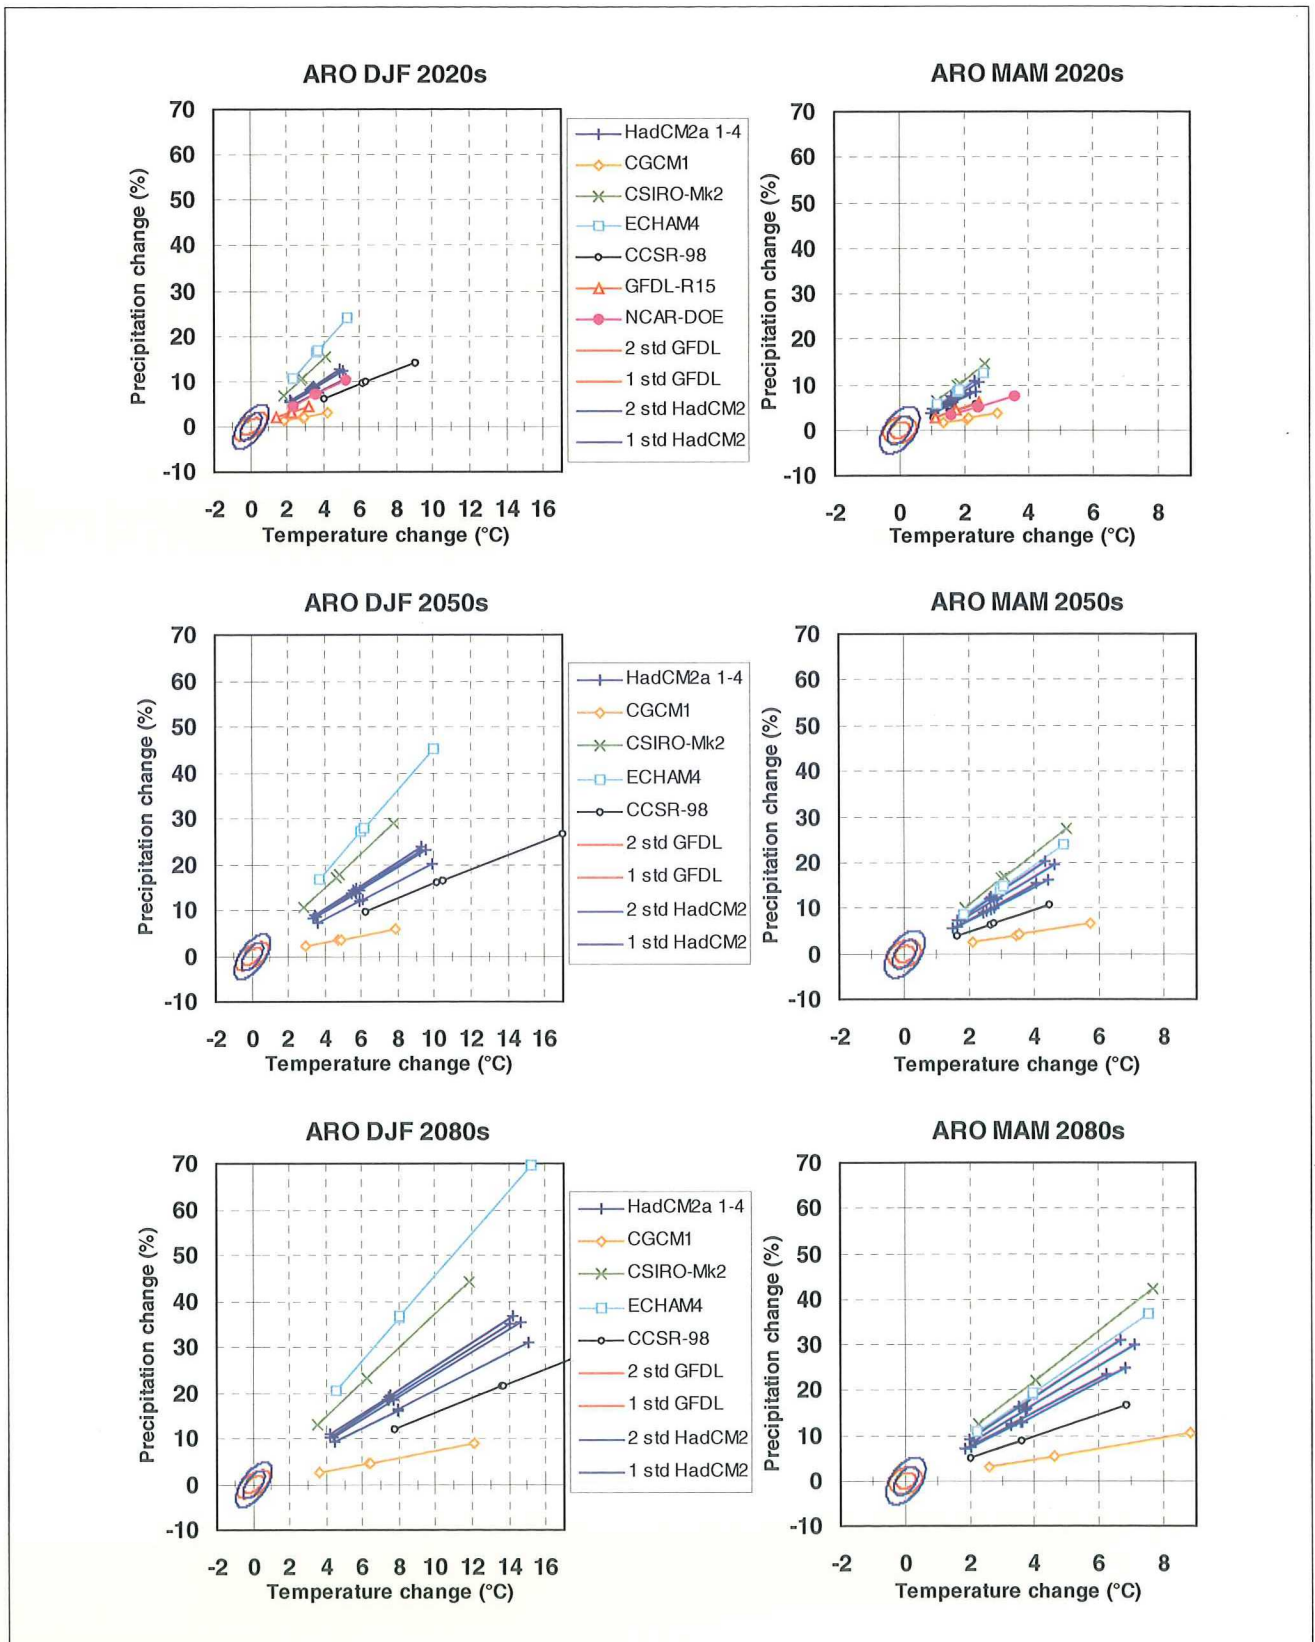 ARO DJF 2020s
Precipitation change (%)
70
60
50
40
30
20
10
0
-10
-2 0 2 4 6 8 10 12 14 16
Temperature change (°C)
HadCM2a 1-4
CGCM1
CSIRO-Mk2
ECHAM4
CCSR-98
GFDL-R15
NCAR-DOE
2 std GFDL
1 std GFDL
2 std HadCM2
1 std HadCM2
ARO MAM 2020s
Precipitation change (%)
70
60
50
40
30
20
10
0
-10
-2 0 2 4 6 8
Temperature change (°C)
ARO DJF 2050s
Precipitation change (%)
70
60
50
40
30
20
10
0
-10
-2 0 2 4 6 8 10 12 14 16
Temperature change (°C)
HadCM2a 1-4
CGCM1
CSIRO-Mk2
ECHAM4
CCSR-98
2 std GFDL
1 std GFDL
2 std HadCM2
1 std HadCM2
ARO MAM 2050s
Precipitation change (%)
70
60
50
40
30
20
10
0
-10
-2 0 2 4 6 8
Temperature change (°C)
ARO DJF 2080s
Precipitation change (%)
70
60
50
40
30
20
10
0
-10
-2 0 2 4 6 8 10 12 14 16
Temperature change (°C)
HadCM2a 1-4
CGCM1
CSIRO-Mk2
ECHAM4
CCSR-98
2 std GFDL
1 std GFDL
2 std HadCM2
1 std HadCM2
ARO MAM 2080s
Precipitation change (%)
70
60
50
40
30
20
10
0
-10
-2 0 2 4 6 8
Temperature change (°C)